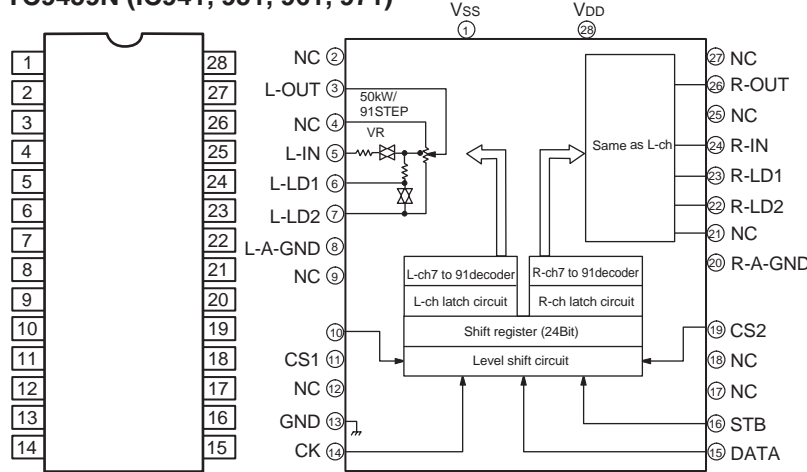 VSS
VDD
1
28
1 28
2 27
3 26
4 25
5 24
6 23
7 22
8 21
9 20
10 19
11 18
12 17
13 16
14 15
NC 2
L-OUT 3
NC 4
L-IN 5
L-LD1 6
L-LD2 7
L-A-GND 8
NC 9
10
CS1 11
NC 12
GND 13
CK 14
50kW/
91STEP
VR
Same as L-ch
L-ch7 to 91decoder
R-ch7 to 91decoder
L-ch latch circuit
R-ch latch circuit
Shift register (24Bit)
Level shift circuit
27 NC
26 R-OUT
25 NC
24 R-IN
23 R-LD1
22 R-LD2
21 NC
20 R-A-GND
19 CS2
18 NC
17 NC
16 STB
15 DATA